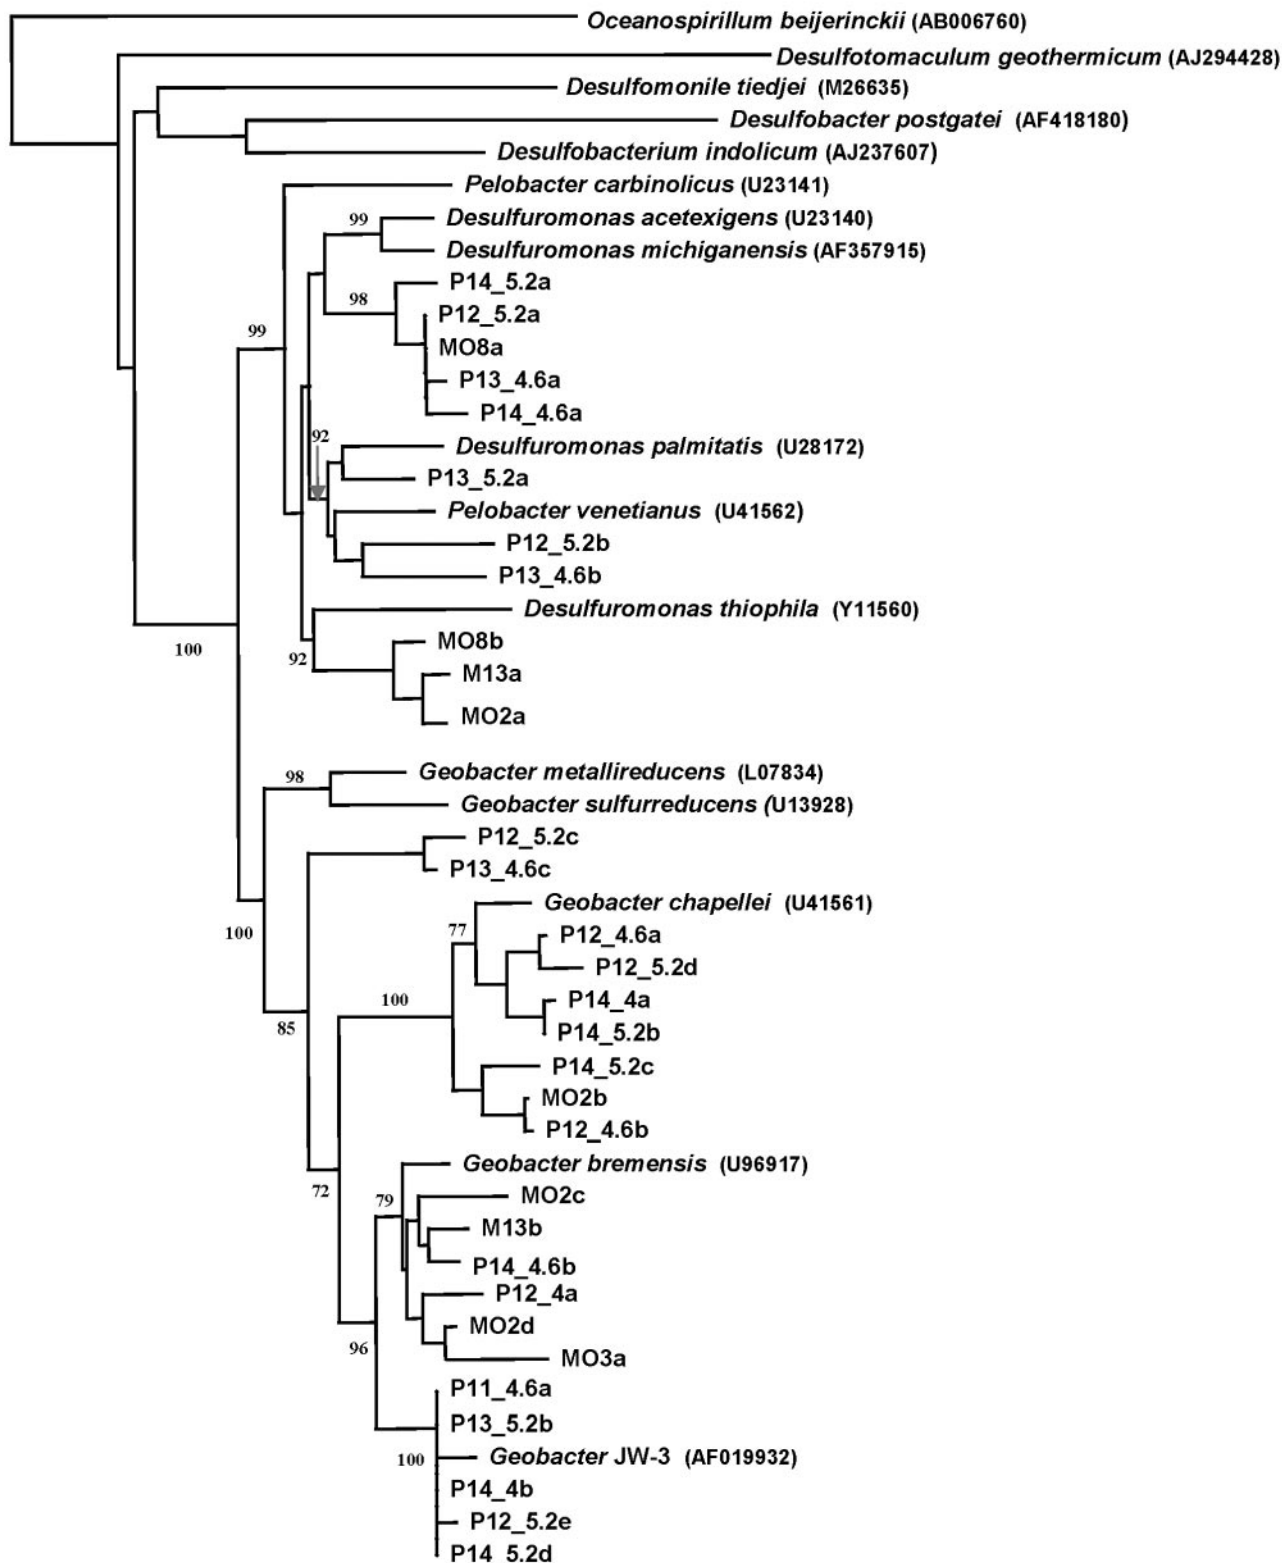 Oceanospirillum beijerinckii (AB006760)
Desulfotomaculum geothermicum (AJ294428)
Desulfomonile tiedjei (M26635)
Desulfobacter postgatei (AF418180)
Desulfobacterium indolicum (AJ237607)
Pelobacter carbinolicus (U23141)
99 Desulfuromonas acetexigens (U23140)
Desulfuromonas michiganensis (AF357915)
P14_5.2a
98
P12_5.2a
99
MO8a
P13_4.6a
P14_4.6a
92
Desulfuromonas palmitatis (U28172)
P13_5.2a
Pelobacter venetianus (U41562)
P12_5.2b
P13_4.6b
Desulfuromonas thiophila (Y11560)
MO8b
100
92
M13a
MO2a
Geobacter metallireducens (L07834)
98
Geobacter sulfurreducens (U13928)
P12_5.2c
P13_4.6c
Geobacter chapellei (U41561)
100
77
P12_4.6a
P12_5.2d
100
P14_4a
85
P14_5.2b
P14_5.2c
MO2b
P12_4.6b
Geobacter bremensis (U96917)
72
79
MO2c
M13b
P14_4.6b
P12_4a
MO2d
96
MO3a
P11_4.6a
P13_5.2b
100
Geobacter JW-3 (AF019932)
P14_4b
P12_5.2e
P14_5.2d